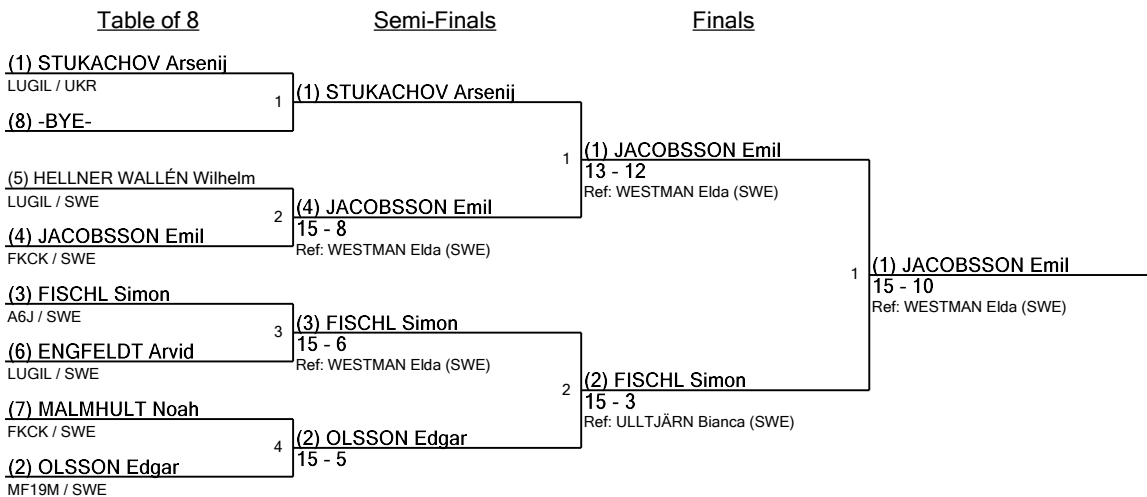 Table of 8
Semi-Finals
Finals
(1) STUKACHOV Arsenij
LUGIL / UKR
1
(8) -BYE-
(5) HELLNER WALLÉN Wilhelm
LUGIL / SWE
2
(4) JACOBSSON Emil
FKCK / SWE
(3) FISCHL Simon
A6J / SWE
3
(6) ENGFELDT Arvid
LUGIL / SWE
(7) MALMHULT Noah
FKCK / SWE
4
(2) OLSSON Edgar
MF19M / SWE
(1) STUKACHOV Arsenij
1
(4) JACOBSSON Emil
15 - 8
Ref: WESTMAN Elda (SWE)
(3) FISCHL Simon
15 - 6
Ref: WESTMAN Elda (SWE)
2
(2) OLSSON Edgar
15 - 5
(1) JACOBSSON Emil
13 - 12
Ref: WESTMAN Elda (SWE)
1
(2) FISCHL Simon
15 - 3
Ref: ULLTJÄRN Bianca (SWE)
(1) JACOBSSON Emil
15 - 10
Ref: WESTMAN Elda (SWE)